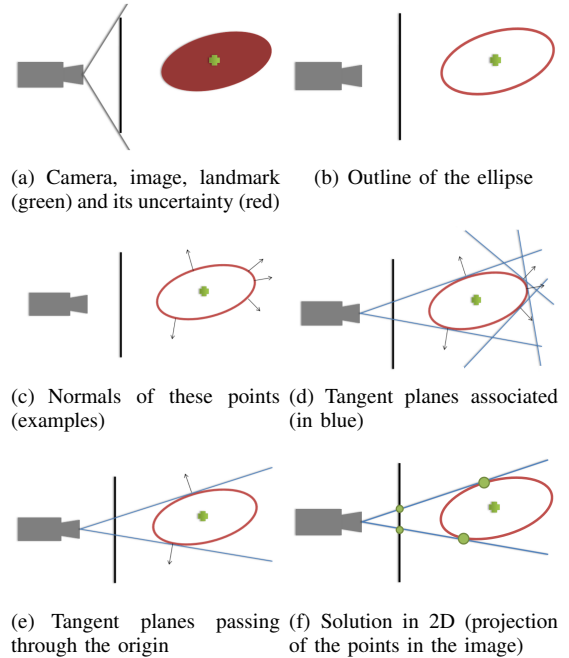 (a) Camera, image, landmark
(green) and its uncertainty (red)
(b) Outline of the ellipse
(c) Normals of these points
(examples)
(d) Tangent planes associated
(in blue)
(e) Tangent planes passing
through the origin
(f) Solution in 2D (projection
of the points in the image)